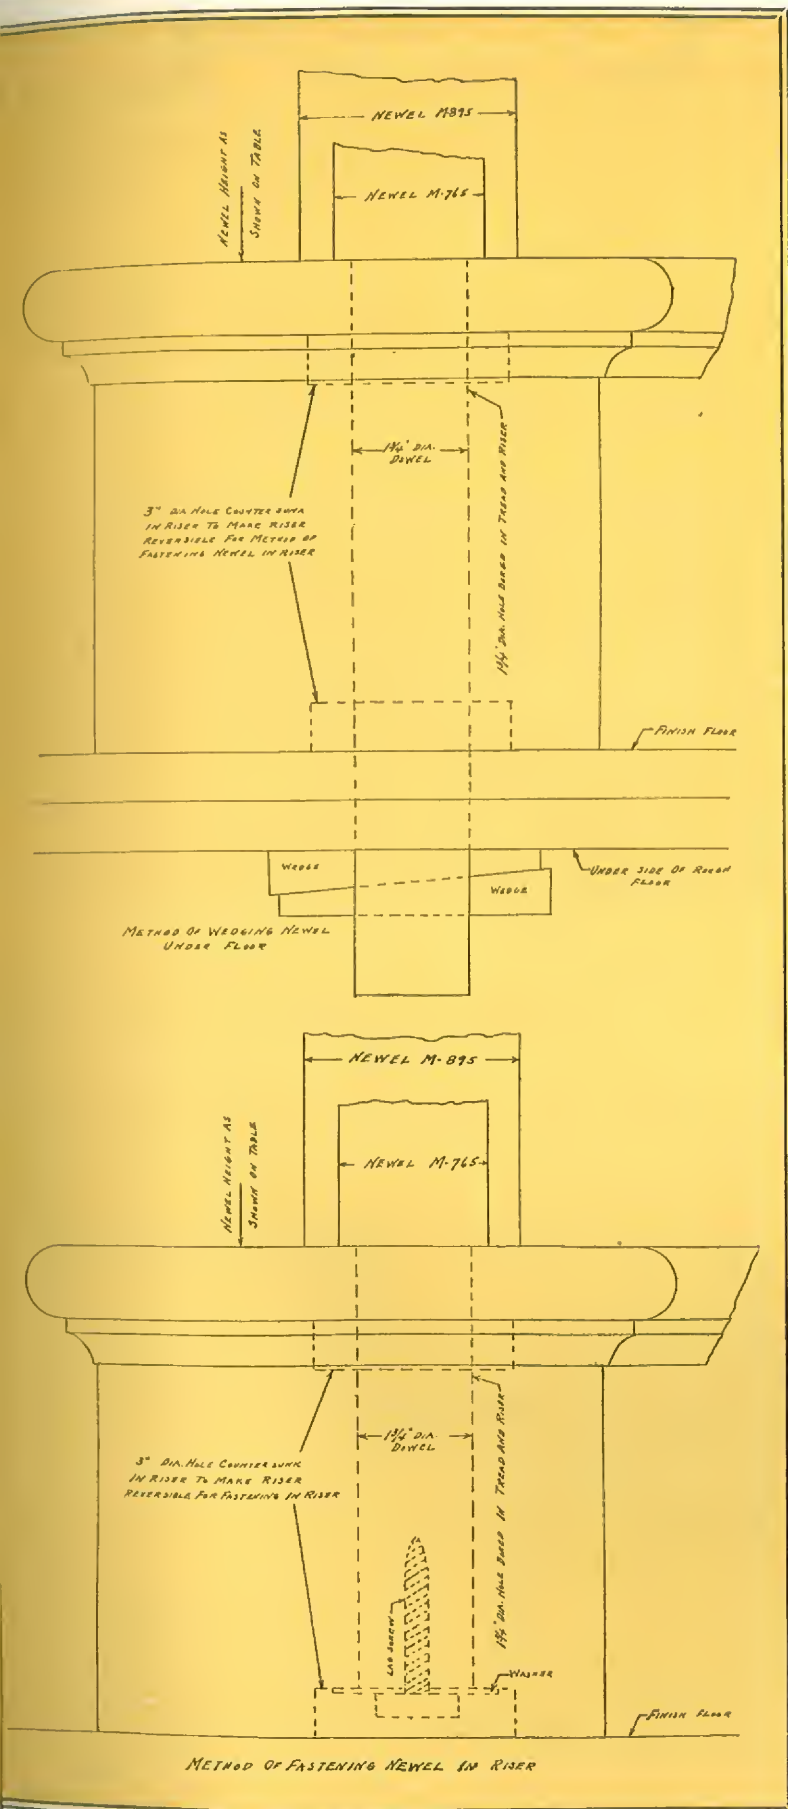 NEWEL M-895
NEWEL HEIGHT AS
SHOWN ON TABLE
NEWEL M-765
1¾" DIA.
DOWEL
1¾" DIA. HOLE BORED IN TREAD AND RISER
3" DIA HOLE COUNTER SUNK
IN RISER TO MAKE RISER
REVERSIBLE FOR METHOD OF
FASTENING NEWEL IN RISER
FINISH FLOOR
WEDGE
WEDGE
UNDER SIDE OF ROUGH
FLOOR
METHOD OF WEDGING NEWEL
UNDER FLOOR
NEWEL M-895
NEWEL HEIGHT AS
SHOWN ON TABLE
NEWEL M-765
1¾" DIA.
DOWEL
1¾" DIA. HOLE BORED IN TREAD AND RISER
3" DIA. HOLE COUNTER SUNK
IN RISER TO MAKE RISER
REVERSIBLE FOR FASTENING IN RISER
LAG SCREW
WASHER
FINISH FLOOR
METHOD OF FASTENING NEWEL IN RISER